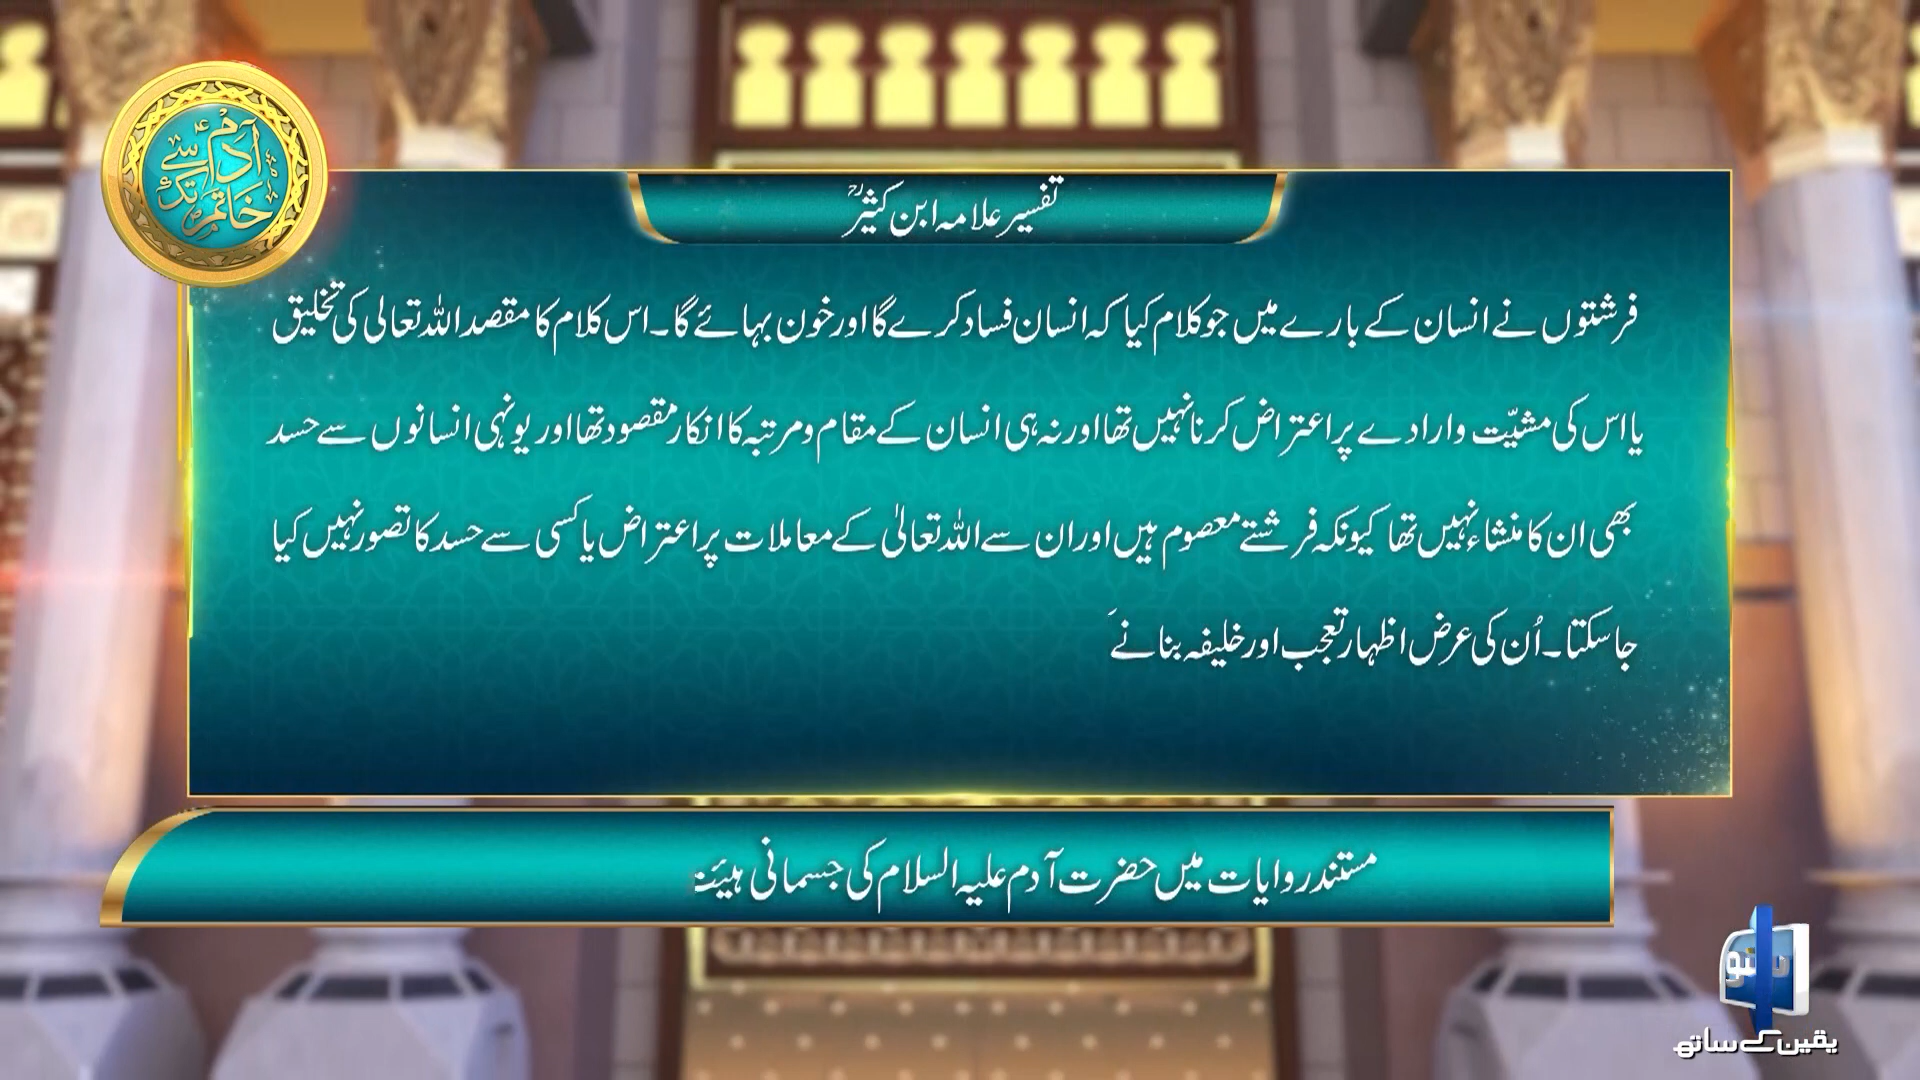 آدمؑ سے
خاتمؐ تک
تفسیر علامہ ابن کثیرؒ
فرشتوں نے انسان کے بارے میں جو کلام کیا کہ انسان فساد کرے گا اور خون بہائے گا۔ اس کلام کا مقصد اللہ تعالی کی تخلیق
یا اس کی مشیّت و ارادے پر اعتراض کرنا نہیں تھا اور نہ ہی انسان کے مقام و مرتبہ کا انکار مقصود تھا اور یونہی انسانوں سے حسد
بھی ان کا منشاء نہیں تھا کیونکہ فرشتے معصوم ہیں اور ان سے اللہ تعالیٰ کے معاملات پر اعتراض یا کسی سے حسد کا تصور نہیں کیا
جا سکتا۔ اُن کی عرض اظہار تعجب اور خلیفہ بنانے
مستند روایات میں حضرت آدم علیہ السلام کی جسمانی
یقین کے ساتھ